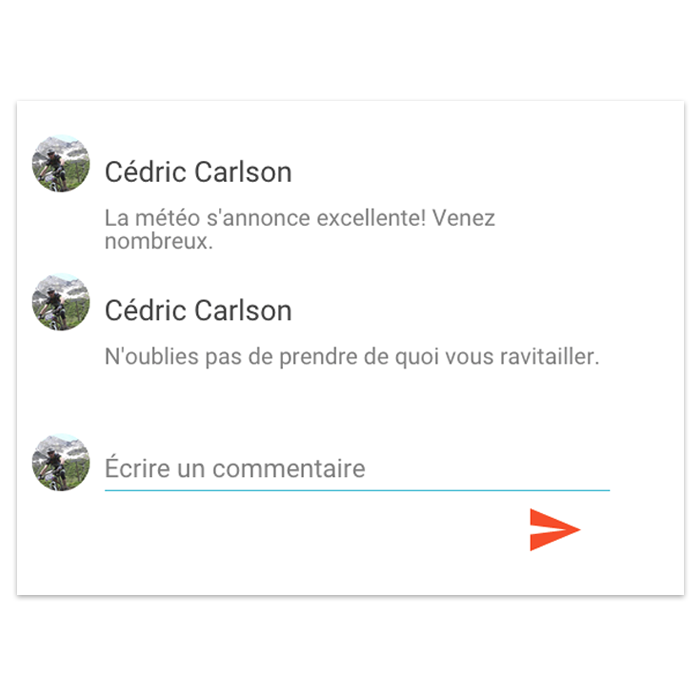 Cédric Carlson
La météo s'annonce excellente! Venez
nombreux.
Cédric Carlson
N'oublies pas de prendre de quoi vous ravitailler.
Écrire un commentaire